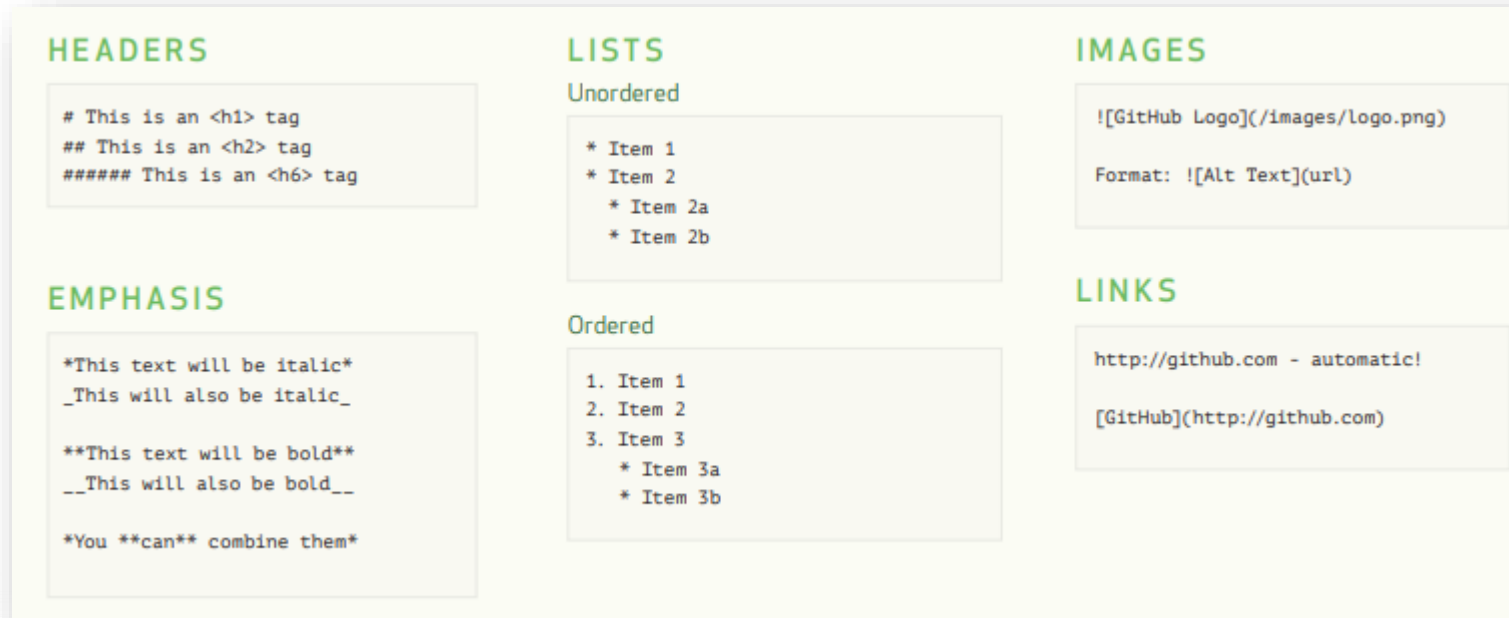 HEADERS
# This is an <h1> tag
## This is an <h2> tag
###### This is an <h6> tag
EMPHASIS
*This text will be italic*
_This will also be italic_
**This text will be bold**
__This will also be bold__
*You **can** combine them*
LISTS
Unordered
* Item 1
* Item 2
  * Item 2a
  * Item 2b
Ordered
1. Item 1
2. Item 2
3. Item 3
   * Item 3a
   * Item 3b
IMAGES
![GitHub Logo](/images/logo.png)
Format: ![Alt Text](url)
LINKS
http://github.com - automatic!
[GitHub](http://github.com)